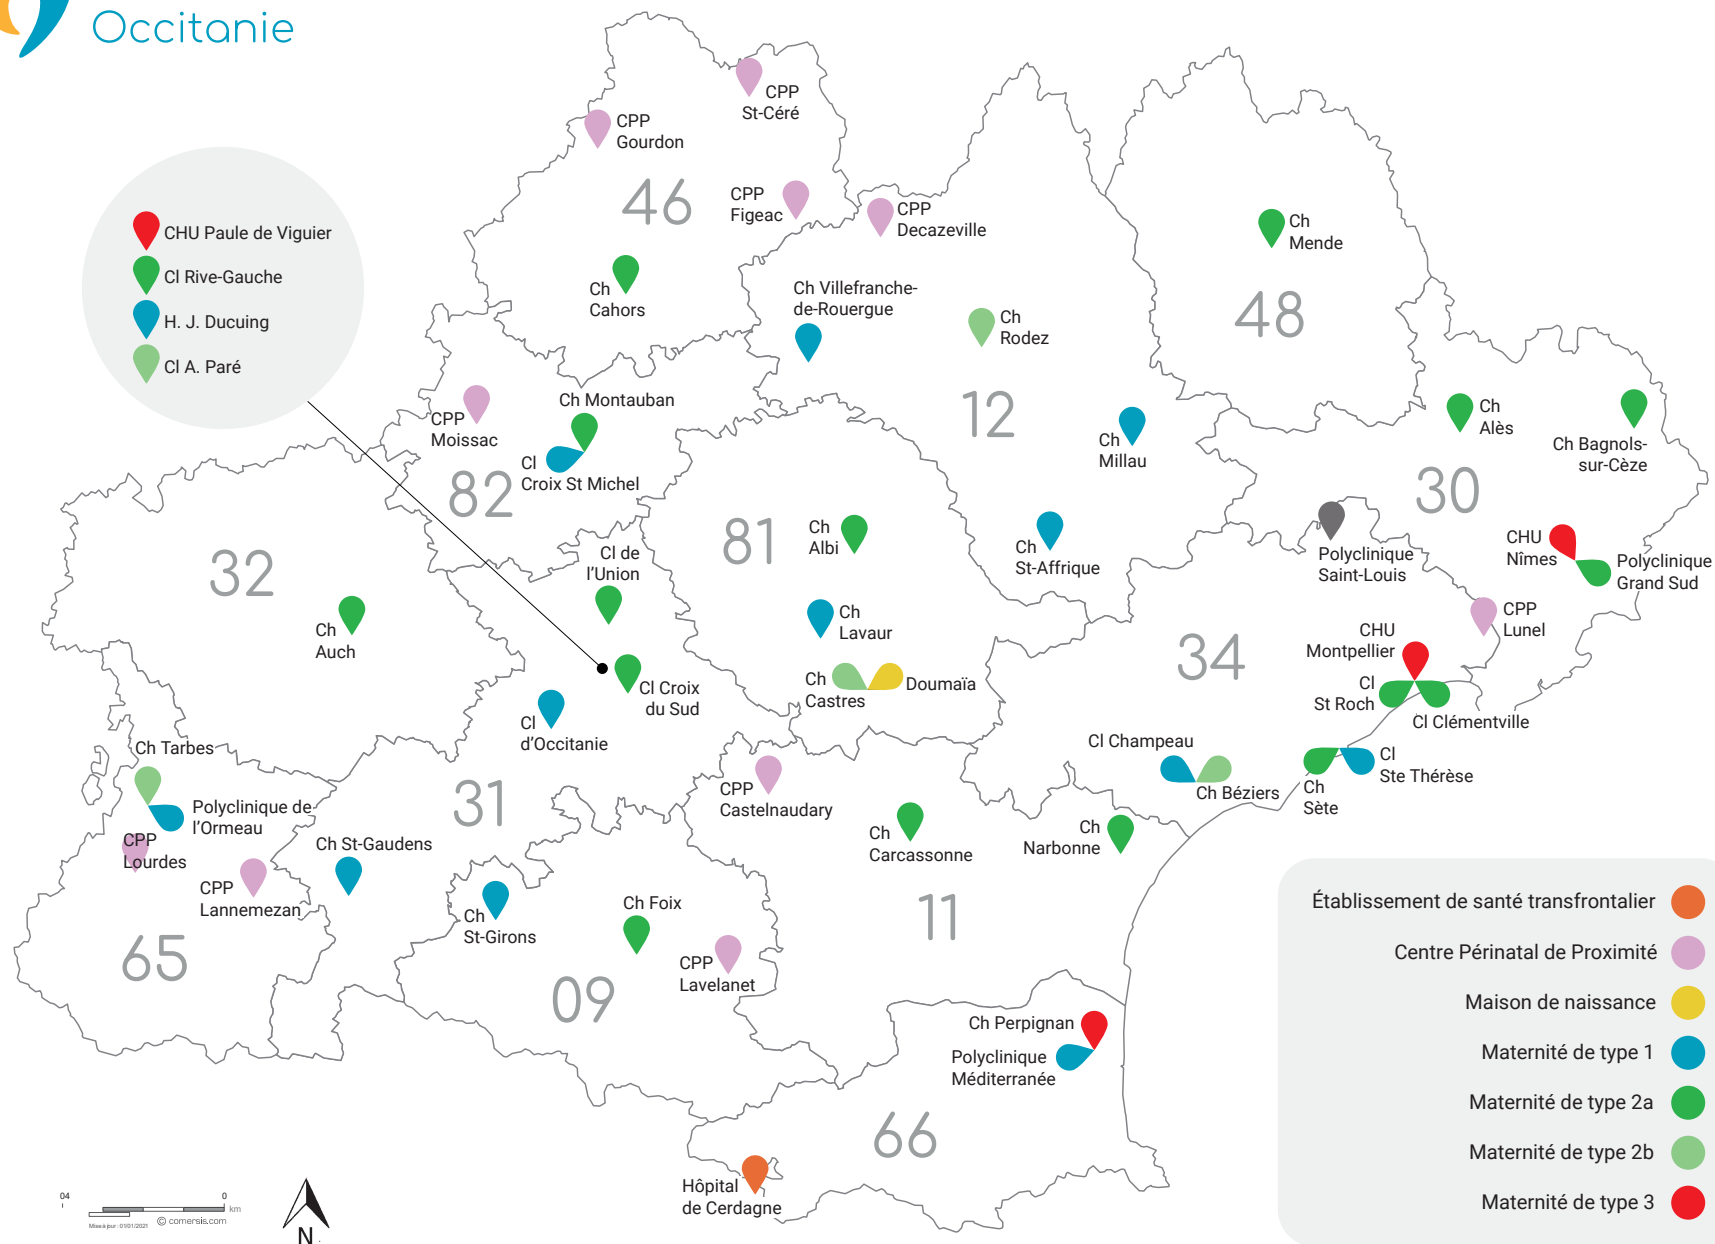 Occitanie
CHU Paule de Viguier
Cl Rive-Gauche
H. J. Ducuing
Cl A. Paré
CPP
St-Céré
CPP
Gourdon
46
CPP
Figeac
CPP
Decazeville
Ch
Cahors
Ch Villefranche-
de-Rouergue
Ch
Rodez
12
Ch
Mende
48
CPP
Moissac
Ch Montauban
Cl
Croix St Michel
82
Ch
Millau
Ch
St-Affrique
Ch
Alès
Ch Bagnols-
sur-Cèze
30
Polyclinique
Saint-Louis
CHU
Nîmes
Polyclinique
Grand Sud
CPP
Lunel
32
Ch
Auch
Cl de
l'Union
81
Ch
Albi
Ch
Lavaur
Ch
Castres
Doumaïa
34
CHU
Montpellier
Cl
St Roch
Cl Clémentville
Cl Croix
du Sud
Cl
d'Occitanie
Cl Champeau
Ch Béziers
Ch
Sète
Cl
Ste Thérèse
Ch Tarbes
Polyclinique de
l'Ormeau
CPP
Lourdes
CPP
Lannemezan
65
31
Ch St-Gaudens
CPP
Castelnaudary
Ch
Carcassonne
Ch
Narbonne
11
Ch
St-Girons
Ch Foix
CPP
Lavelanet
09
Ch Perpignan
Polyclinique
Méditerranée
66
Hôpital
de Cerdagne
Établissement de santé transfrontalier
Centre Périnatal de Proximité
Maison de naissance
Maternité de type 1
Maternité de type 2a
Maternité de type 2b
Maternité de type 3
04 0
km
Mise à jour : 01/01/2021 © comersis.com
N